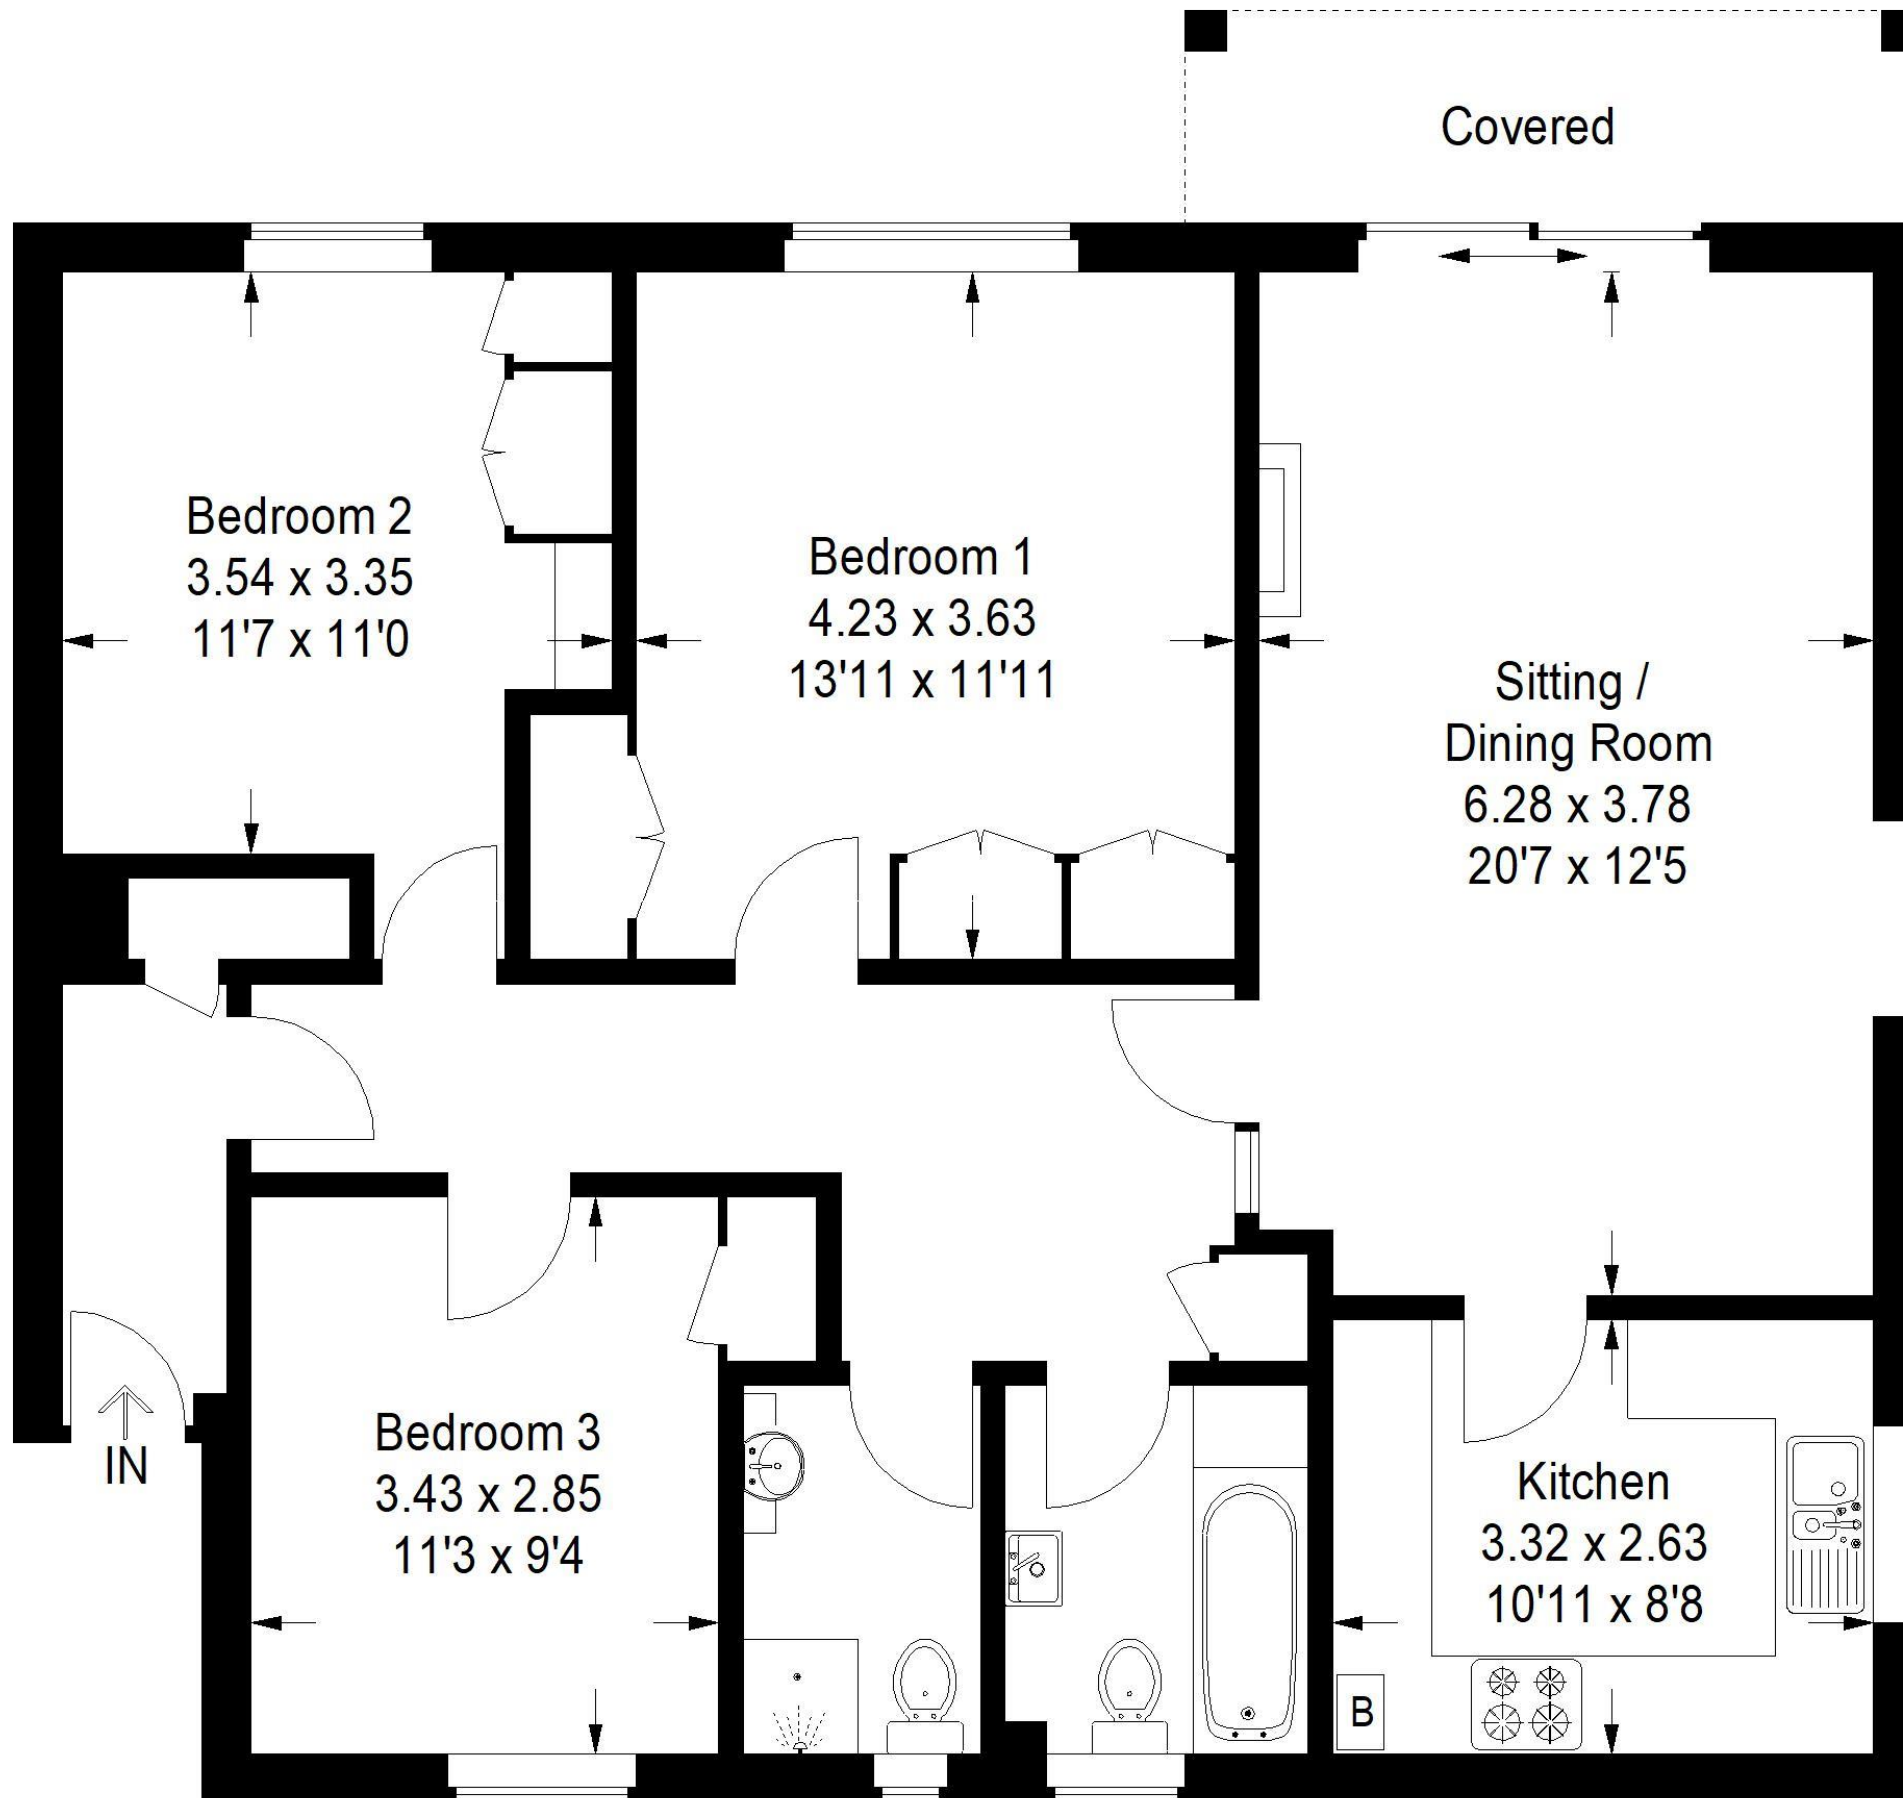 Covered
Bedroom 2
3.54 x 3.35
11'7 x 11'0
Bedroom 1
4.23 x 3.63
13'11 x 11'11
Sitting /
Dining Room
6.28 x 3.78
20'7 x 12'5
IN
Bedroom 3
3.43 x 2.85
11'3 x 9'4
Kitchen
3.32 x 2.63
10'11 x 8'8
B